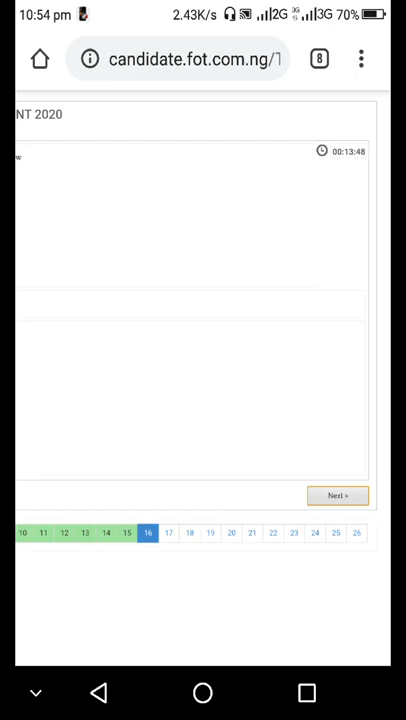 10:54 pm 2.43K/s 2G 3G 3G 70%
candidate.fot.com.ng/ 8
NT 2020
w 00:13:48
Next »
10 11 12 13 14 15 16 17 18 19 20 21 22 23 24 25 26